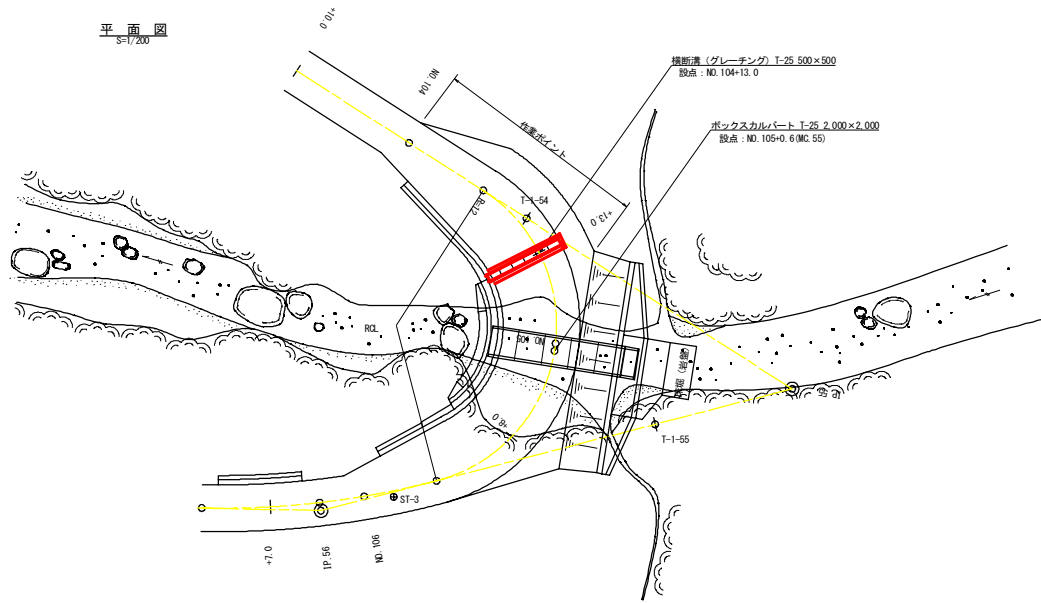 平面図
S=1/200
+10.0
NO.104
横断溝（グレーチング）T-25 500×500
設点：NO.104+13.0
作業ポイント
ボックスカルバート T-25 2,000×2,000
設点：NO.105+0.6(MC.55)
R=12
T-1-54
+13.0
RCL
NO.105
IP.55
+8.0
T-1-55
ST-3
+7.0
IP.56
NO.106